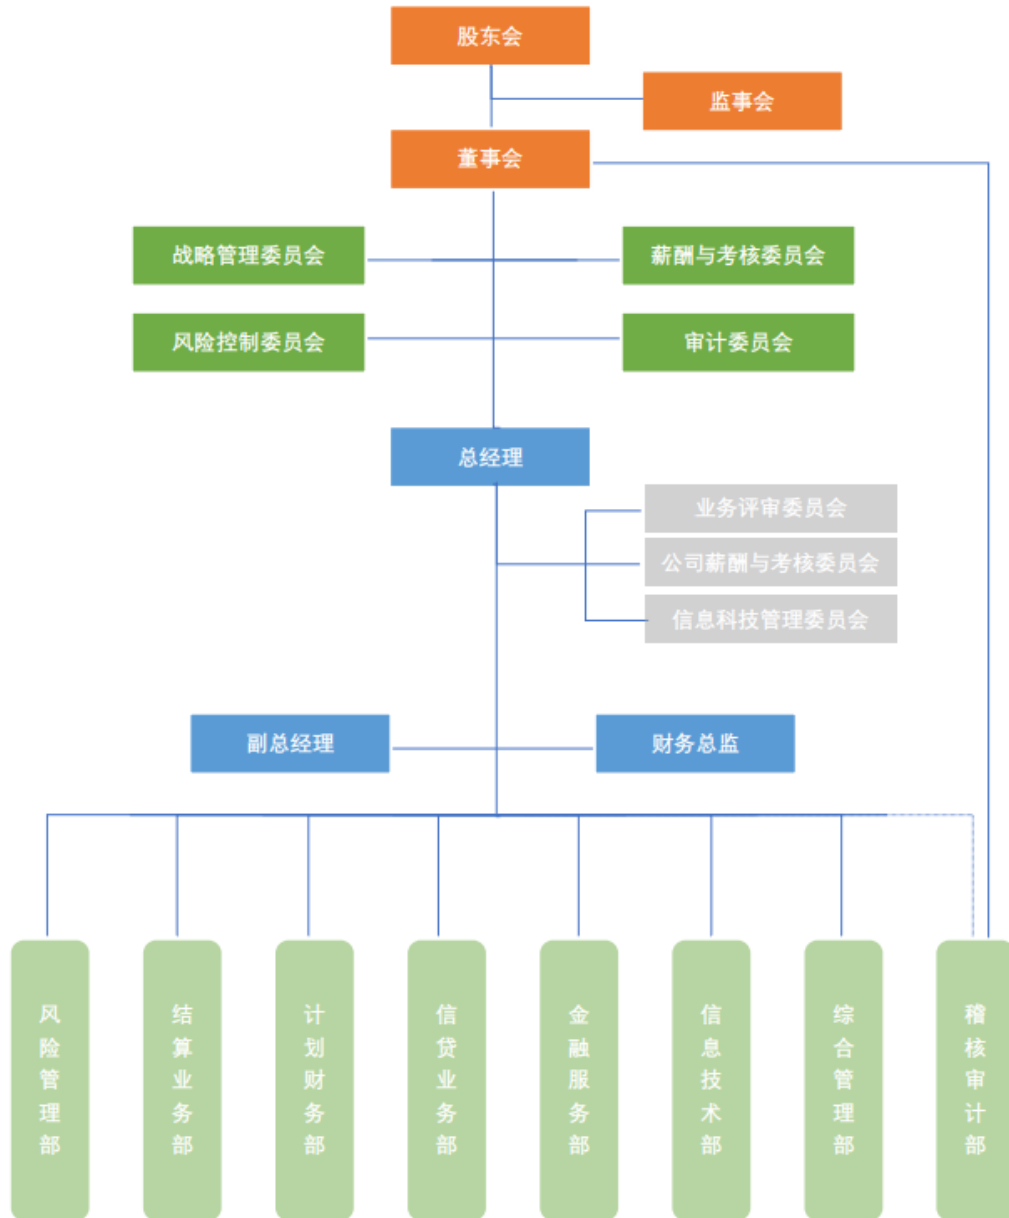 股东会
监事会
董事会
战略管理委员会
薪酬与考核委员会
风险控制委员会
审计委员会
总经理
业务评审委员会
公司薪酬与考核委员会
信息科技管理委员会
副总经理
财务总监
风险管理部
结算业务部
计划财务部
信贷业务部
金融服务部
信息技术部
综合管理部
稽核审计部